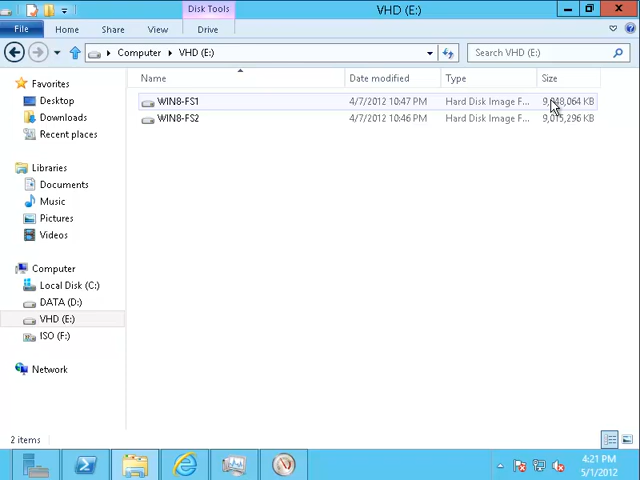 Disk Tools
VHD (E:)
File Home Share View Drive
Computer VHD (E:) Search VHD (E:)
Name Date modified Type Size
Favorites
Desktop
Downloads
Recent places
Libraries
Documents
Music
Pictures
Videos
Computer
Local Disk (C:)
DATA (D:)
VHD (E:)
ISO (F:)
Network
WIN8-FS1 4/7/2012 10:47 PM Hard Disk Image F... KB
WIN8-FS2 4/7/2012 10:46 PM Hard Disk Image F... 9,015,296 KB
2 items
4:21 PM
5/1/2012